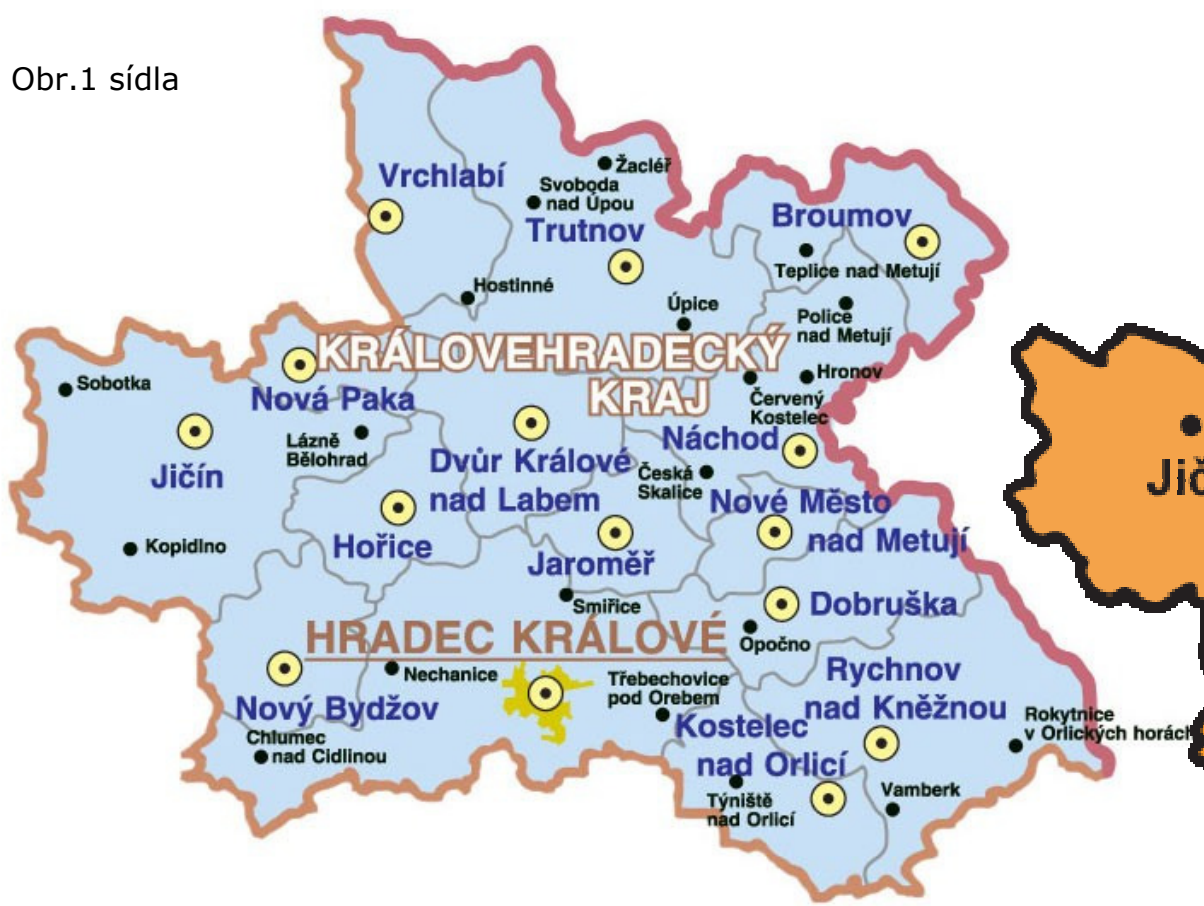 Obr.1 sídla
Žacléř
Vrchlabí
Svoboda
nad Úpou
Trutnov
Broumov
Teplice nad Metují
Hostinné
Úpice
Police
nad Metují
KRÁLOVEHRADECKÝ
KRAJ
Sobotka
Nová Paka
Hronov
Červený
Kostelec
Lázně
Bělohrad
Jičín
Dvůr Králové
nad Labem
Náchod
Česká
Skalice
Nové Město
nad Metují
Jič
Kopidlno
Hořice
Jaroměř
Smiřice
Dobruška
HRADEC KRÁLOVÉ
Opočno
Nechanice
Třebechovice
pod Orebem
Rychnov
nad Kněžnou
Nový Bydžov
Chlumec
nad Cidlinou
Kostelec
nad Orlicí
Rokytnice
v Orlických horách
Týniště
nad Orlicí
Vamberk